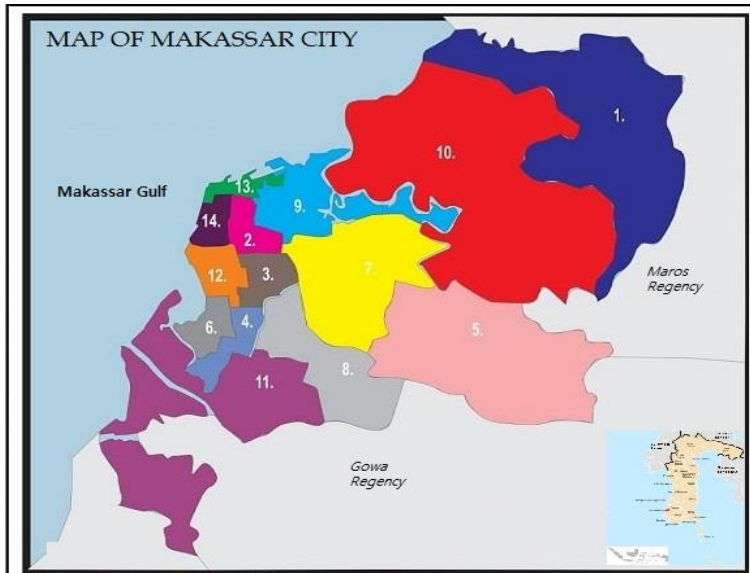 MAP OF MAKASSAR CITY
1.
10.
Makassar Gulf
13.
9.
14.
2.
12.
3.
7.
Maros
Regency
6.
4.
5.
11.
8.
Gowa
Regency